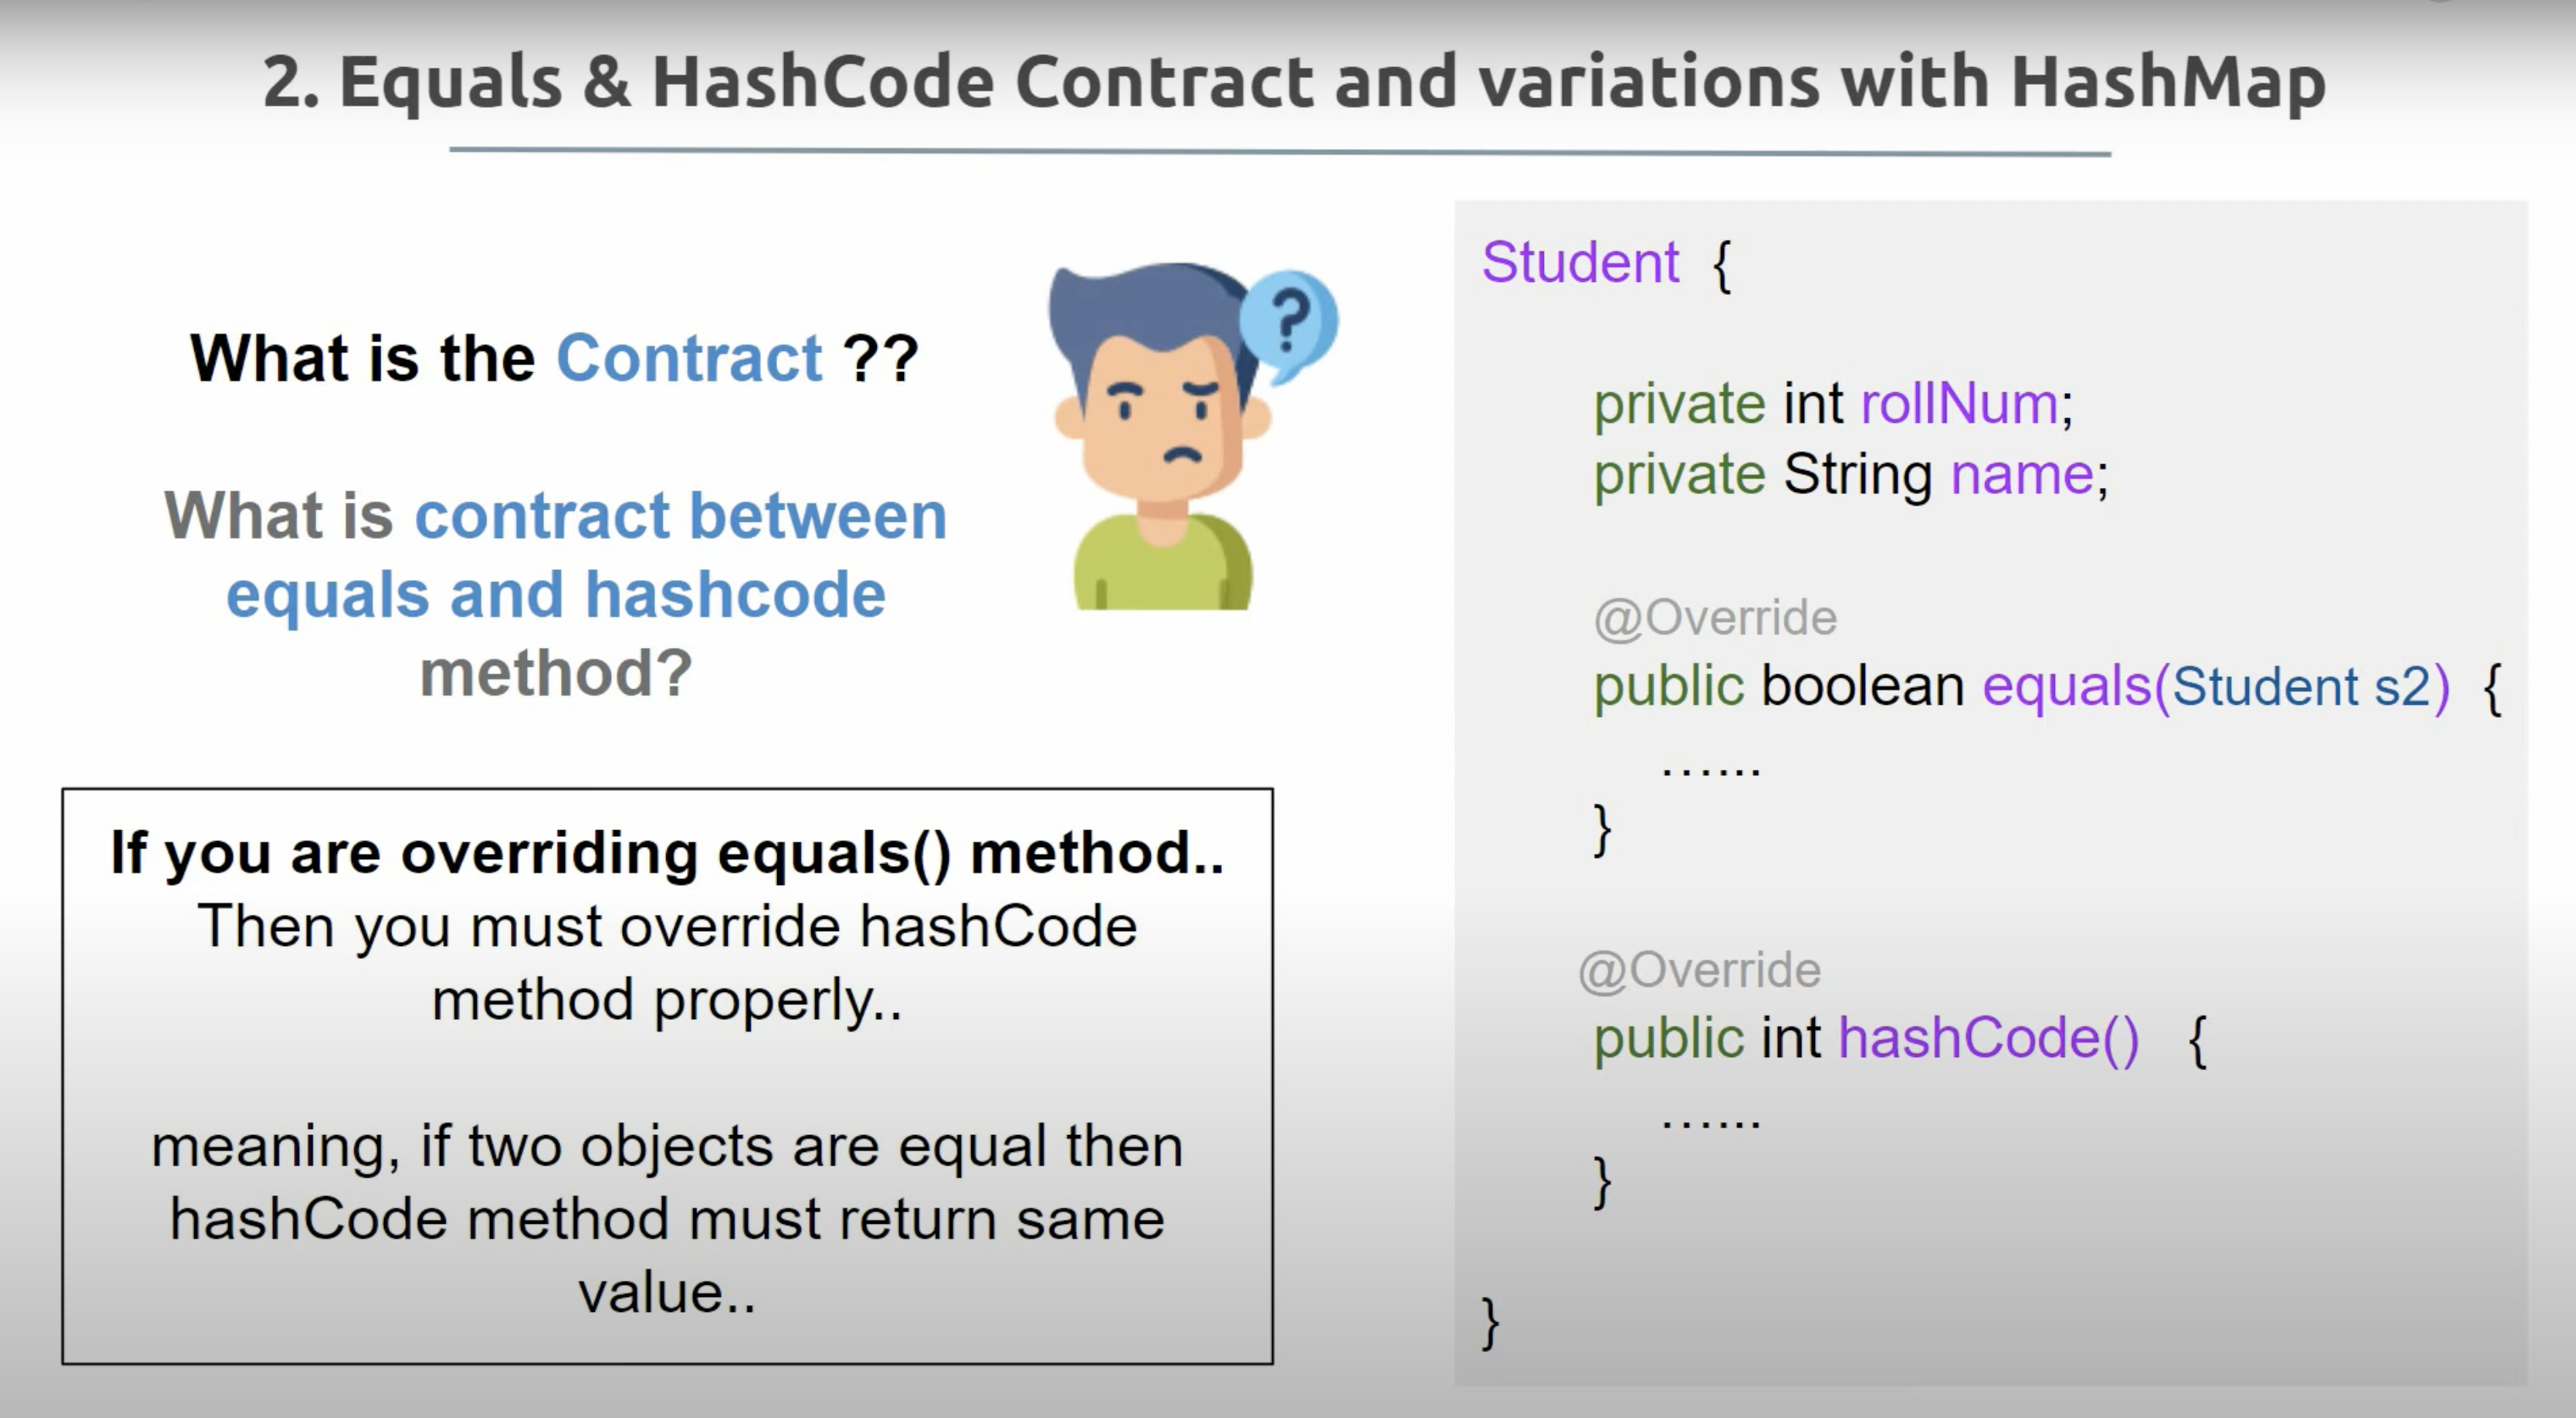 2. Equals & HashCode Contract and variations with HashMap
What is the Contract ??
?
What is contract between
equals and hashcode
method?
If you are overriding equals() method..
Then you must override hashCode
method properly..
meaning, if two objects are equal then
hashCode method must return same
value..
Student {
private int rollNum;
private String name;
@Override
public boolean equals(Student s2) {
…...
}
@Override
public int hashCode() {
…...
}
}